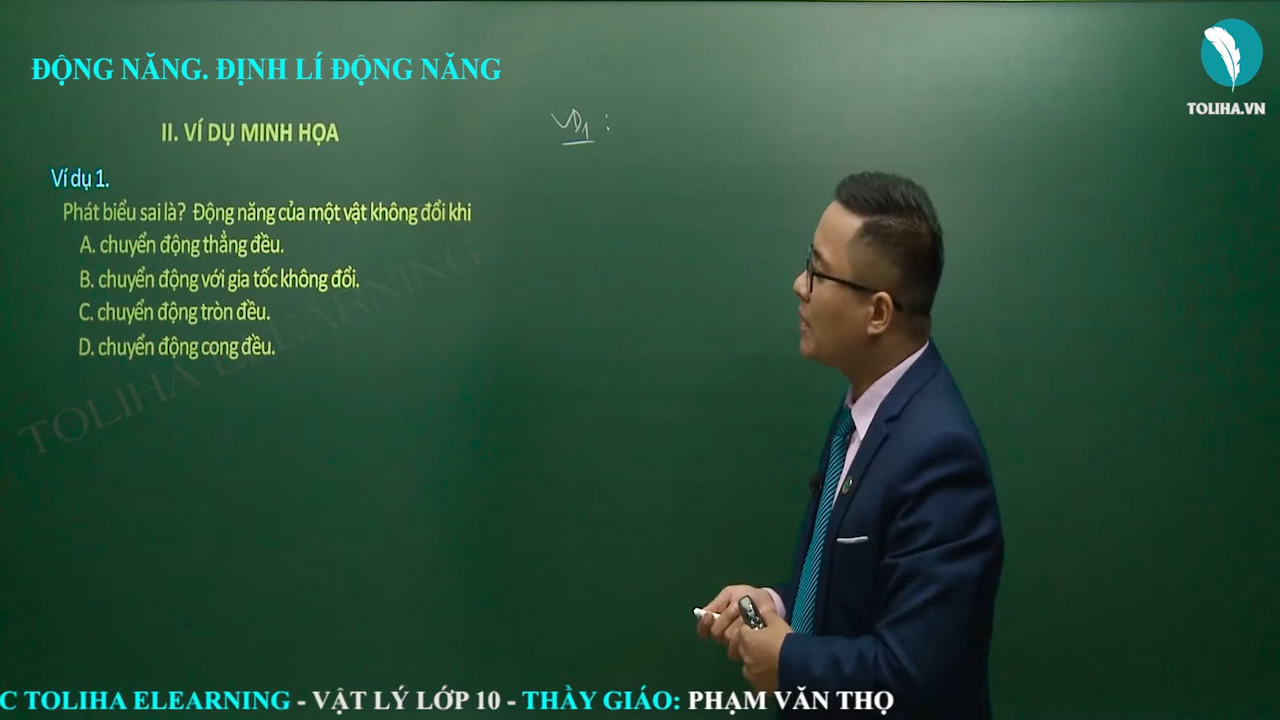 ĐỘNG NĂNG. ĐỊNH LÍ ĐỘNG NĂNG
TOLIHA.VN
II. VÍ DỤ MINH HỌA
VD1 :
Ví dụ 1.
Phát biểu sai là? Động năng của một vật không đổi khi
A. chuyển động thẳng đều.
B. chuyển động với gia tốc không đổi.
C. chuyển động tròn đều.
D. chuyển động cong đều.
TOLIHA ELEARNING
C TOLIHA ELEARNING - VẬT LÝ LỚP 10 - THẦY GIÁO: PHẠM VĂN THỌ